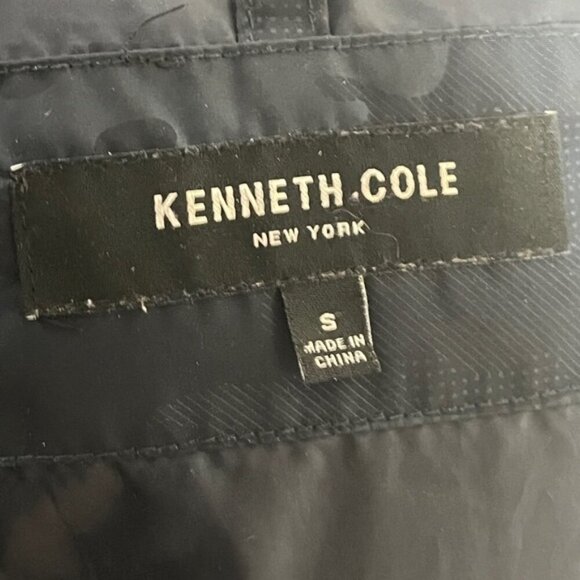 KENNETH COLE
NEW YORK
S
MADE IN
CHINA